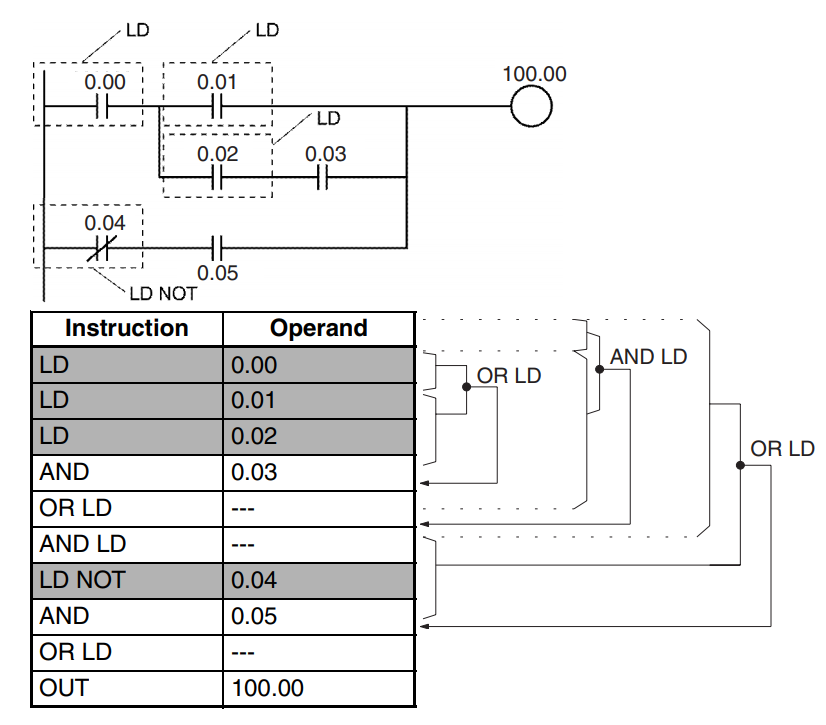 LD LD
0.00 0.01 100.00
LD
0.02 0.03
0.04
0.05
LD NOT
Instruction Operand
LD 0.00
LD 0.01
LD 0.02
AND 0.03
OR LD ---
AND LD ---
LD NOT 0.04
AND 0.05
OR LD ---
OUT 100.00
OR LD
AND LD
OR LD